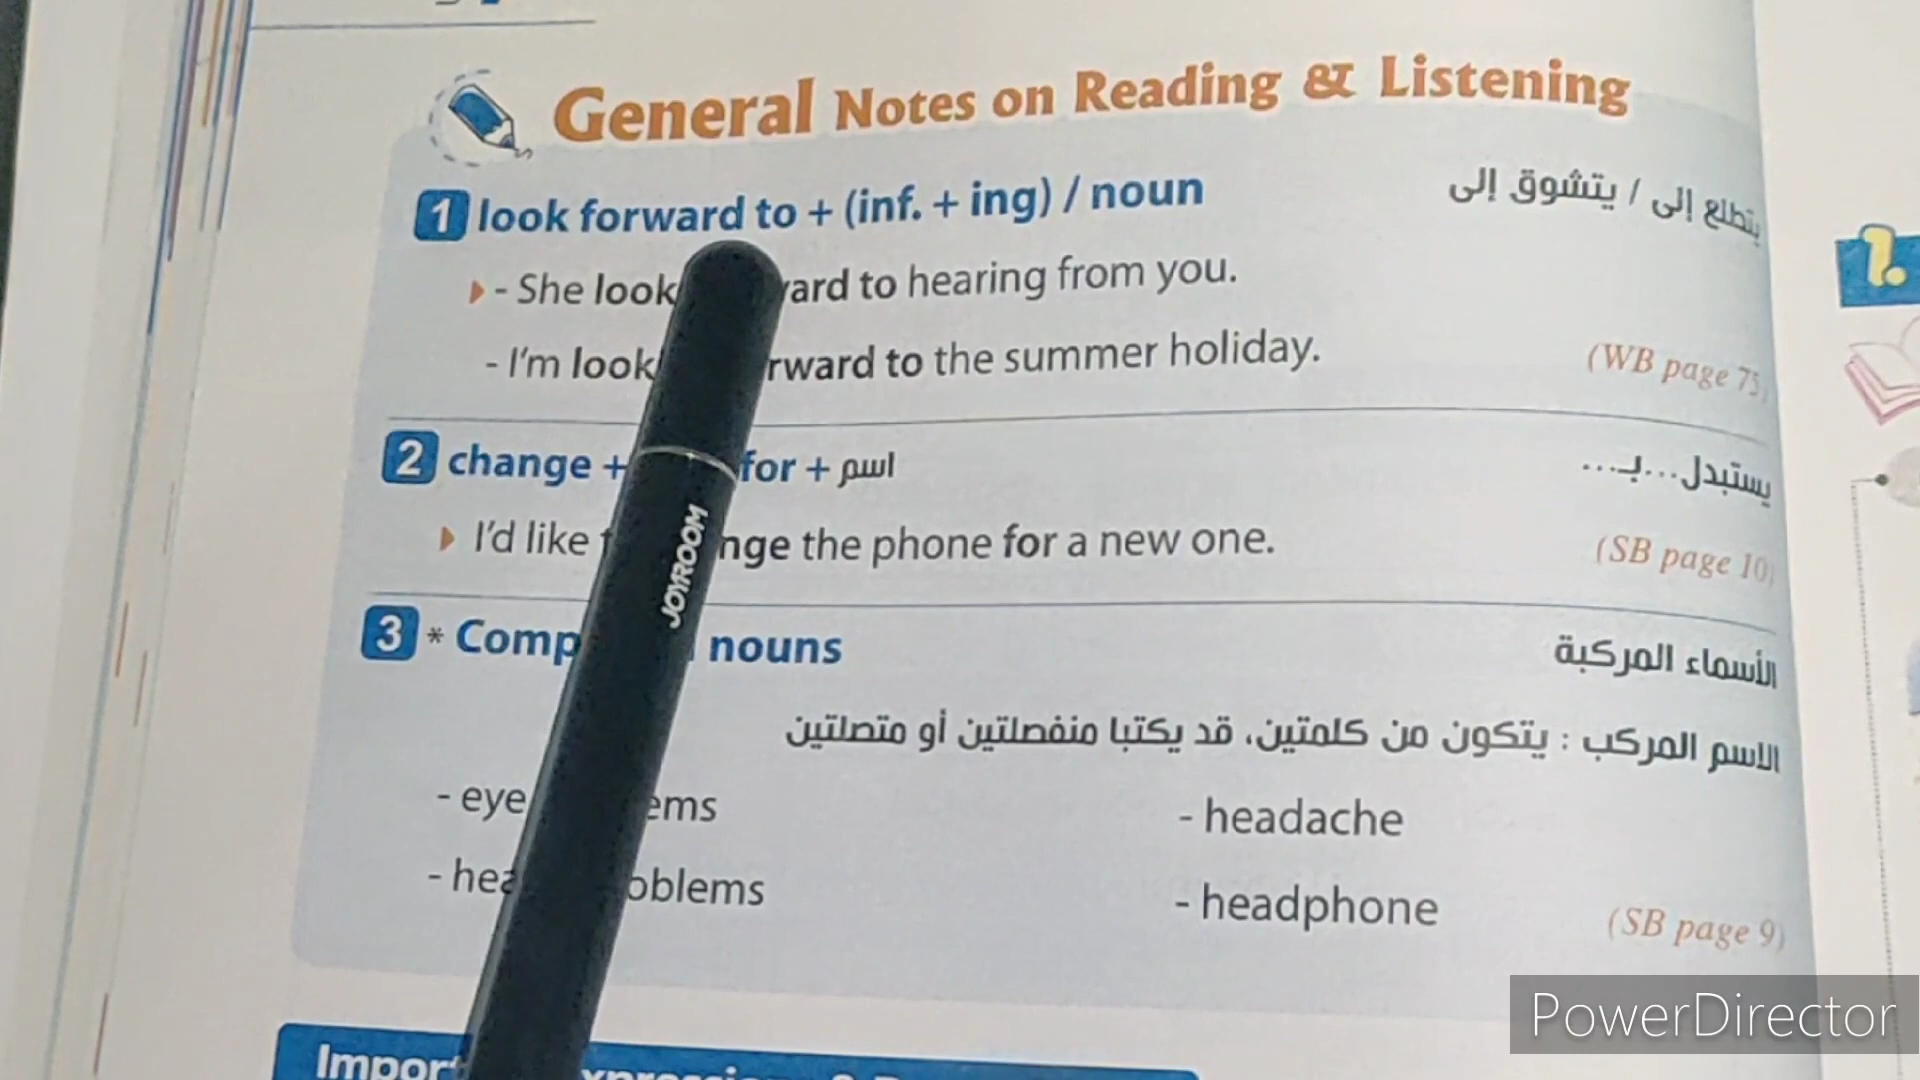 General Notes on Reading & Listening
1 look forward to + (inf. + ing) / noun يتطلع إلى / يتشوق إلى
- She look ward to hearing from you.
- I'm look rward to the summer holiday. (WB page 75)
2 change + for + اسم يستبدل...بـ...
I'd like nge the phone for a new one. (SB page 10)
3 * Comp nouns الأسماء المركبة
الاسم المركب : يتكون من كلمتين، قد يكتبا منفصلتين أو متصلتين
- eye ems - headache
- hea oblems - headphone (SB page 9)
JOYROOM
1.
PowerDirector